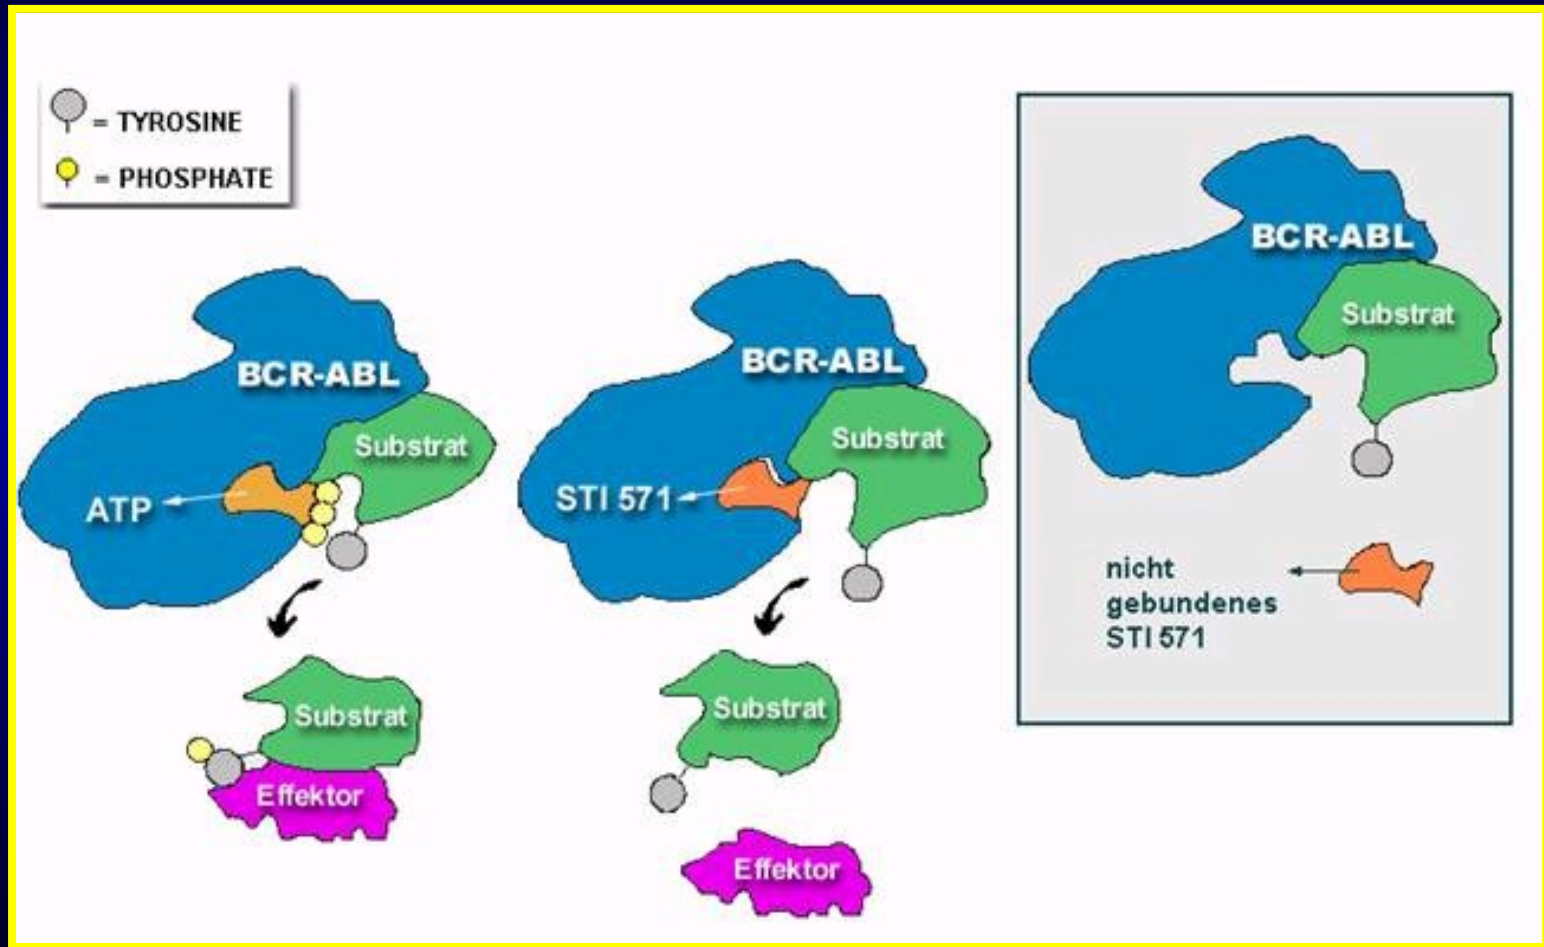 = TYROSINE
= PHOSPHATE
BCR-ABL
Substrat
ATP
Substrat
Effektor
BCR-ABL
Substrat
STI 571
Substrat
Effektor
BCR-ABL
Substrat
nicht
gebundenes
STI 571